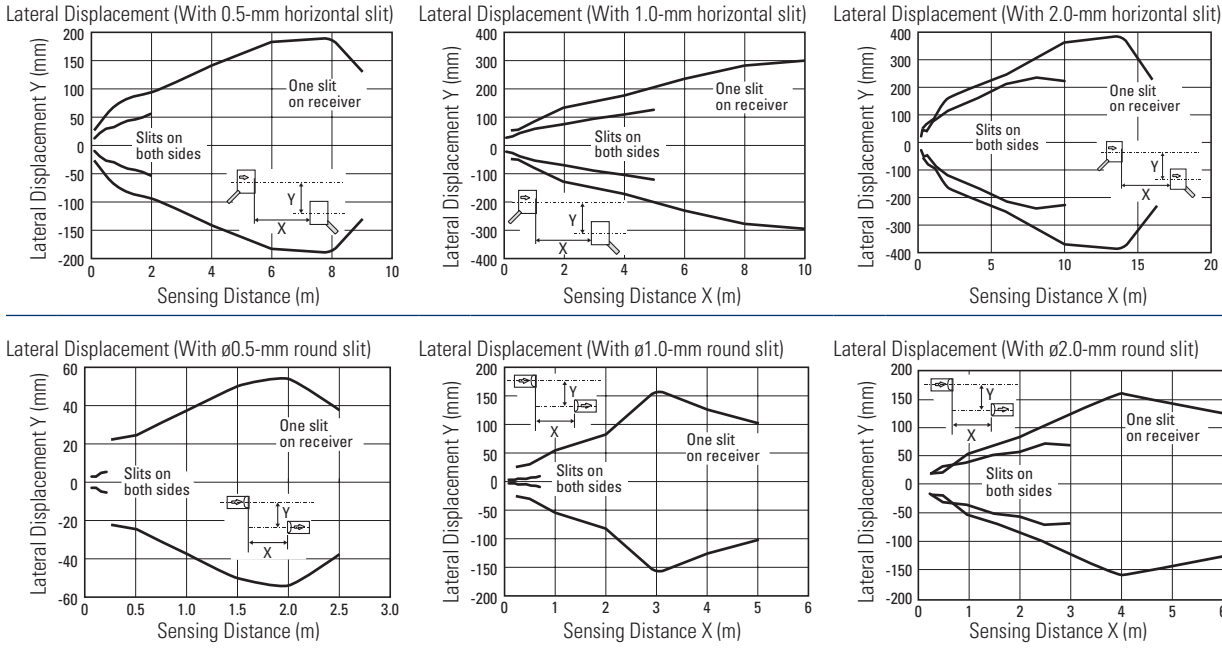 Lateral Displacement (With 0.5-mm horizontal slit)
Lateral Displacement Y (mm)
200
150
100
50
0
-50
-100
-150
-200
One slit
on receiver
Slits on
both sides
Y
X
0 2 4 6 8 10
Sensing Distance (m)
Lateral Displacement (With 1.0-mm horizontal slit)
Lateral Displacement Y (mm)
400
300
200
100
0
-100
-200
-300
-400
One slit
on receiver
Slits on
both sides
Y
X
0 2 4 6 8 10
Sensing Distance X (m)
Lateral Displacement (With 2.0-mm horizontal slit)
Lateral Displacement Y (mm)
400
300
200
100
0
-100
-200
-300
-400
One slit
on receiver
Slits on
both sides
Y
X
0 5 10 15 20
Sensing Distance X (m)
Lateral Displacement (With ø0.5-mm round slit)
Lateral Displacement Y (mm)
60
40
20
0
-20
-40
-60
One slit
on receiver
Slits on
both sides
Y
X
0 0.5 1.0 1.5 2.0 2.5 3.0
Sensing Distance (m)
Lateral Displacement (With ø1.0-mm round slit)
Lateral Displacement Y (mm)
200
150
100
50
0
-50
-100
-150
-200
Y
X
One slit
on receiver
Slits on
both sides
0 1 2 3 4 5 6
Sensing Distance X (m)
Lateral Displacement (With ø2.0-mm round slit)
Lateral Displacement Y (mm)
200
150
100
50
0
-50
-100
-150
-200
Y
X
One slit
on receiver
Slits on
both sides
0 1 2 3 4 5 6
Sensing Distance X (m)